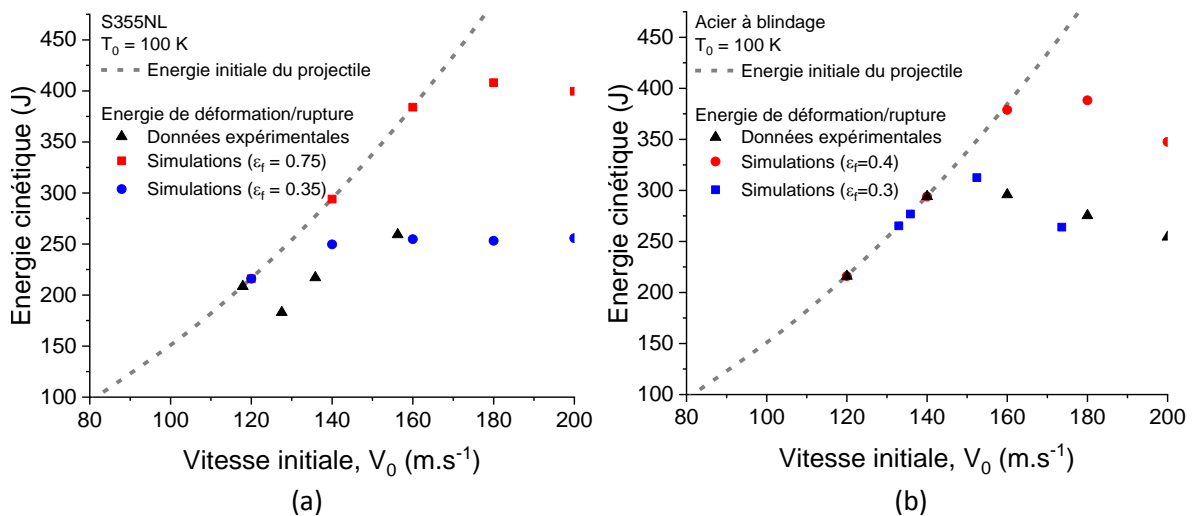 S355NL
T₀ = 100 K
Energie initiale du projectile
Energie de déformation/rupture
Données expérimentales
Simulations (εf = 0.75)
Simulations (εf = 0.35)
Energie cinétique (J)
450
400
350
300
250
200
150
100
80 100 120 140 160 180 200
Vitesse initiale, V₀ (m.s⁻¹)
(a)
Acier à blindage
T₀ = 100 K
Energie initiale du projectile
Energie de déformation/rupture
Données expérimentales
Simulations (εf=0.4)
Simulations (εf=0.3)
Energie cinétique (J)
450
400
350
300
250
200
150
100
80 100 120 140 160 180 200
Vitesse initiale, V₀ (m.s⁻¹)
(b)